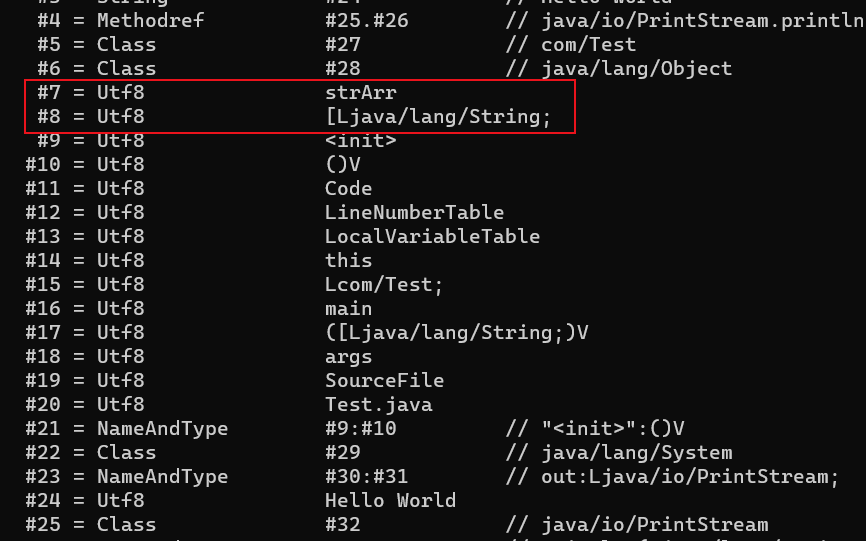 #4 = Methodref          #25.#26        // java/io/PrintStream.println
#5 = Class              #27            // com/Test
#6 = Class              #28            // java/lang/Object
#7 = Utf8               strArr
#8 = Utf8               [Ljava/lang/String;
#9 = Utf8               <init>
#10 = Utf8               ()V
#11 = Utf8               Code
#12 = Utf8               LineNumberTable
#13 = Utf8               LocalVariableTable
#14 = Utf8               this
#15 = Utf8               Lcom/Test;
#16 = Utf8               main
#17 = Utf8               ([Ljava/lang/String;)V
#18 = Utf8               args
#19 = Utf8               SourceFile
#20 = Utf8               Test.java
#21 = NameAndType        #9:#10         // "<init>":()V
#22 = Class              #29            // java/lang/System
#23 = NameAndType        #30:#31        // out:Ljava/io/PrintStream;
#24 = Utf8               Hello World
#25 = Class              #32            // java/io/PrintStream